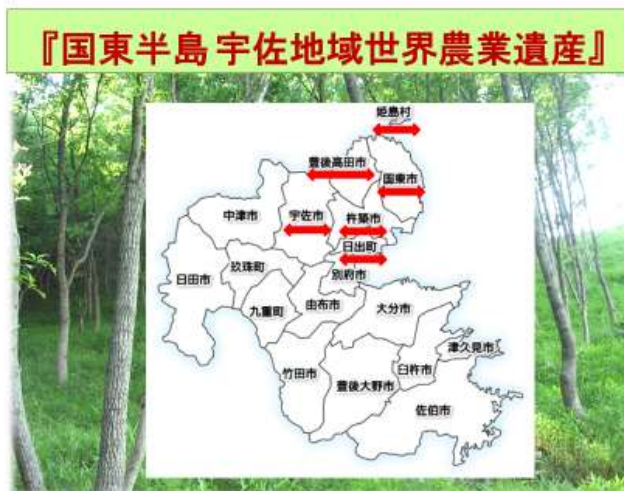 『国東半島 宇佐地域世界農業遺産』
姫島村
豊後高田市
国東市
中津市
宇佐市
杵築市
日出町
玖珠町
別府市
日田市
由布市
大分市
九重町
津久見市
竹田市
臼杵市
豊後大野市
佐伯市